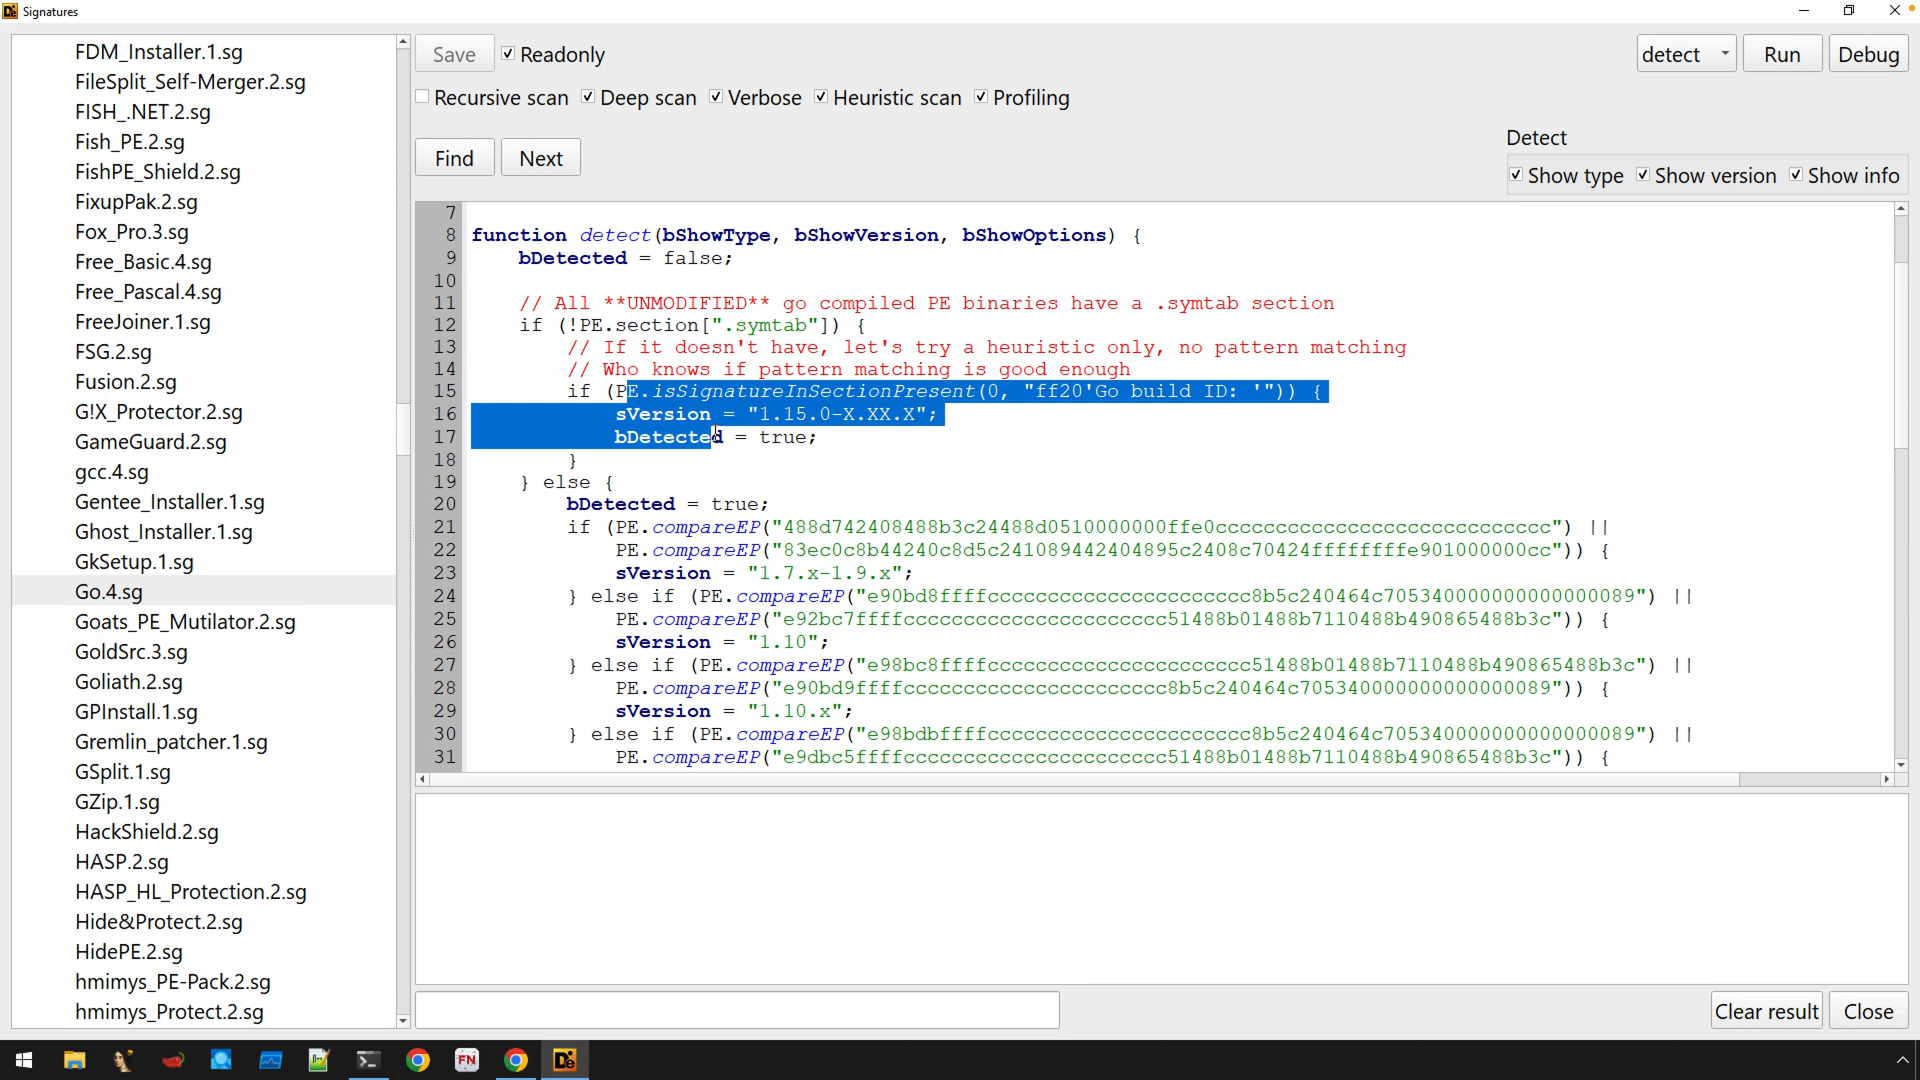 Signatures
FDM_Installer.1.sg
FileSplit_Self-Merger.2.sg
FISH_.NET.2.sg
Fish_PE.2.sg
FishPE_Shield.2.sg
FixupPak.2.sg
Fox_Pro.3.sg
Free_Basic.4.sg
Free_Pascal.4.sg
FreeJoiner.1.sg
FSG.2.sg
Fusion.2.sg
G!X_Protector.2.sg
GameGuard.2.sg
gcc.4.sg
Gentee_Installer.1.sg
Ghost_Installer.1.sg
GkSetup.1.sg
Go.4.sg
Goats_PE_Mutilator.2.sg
GoldSrc.3.sg
Goliath.2.sg
GPInstall.1.sg
Gremlin_patcher.1.sg
GSplit.1.sg
GZip.1.sg
HackShield.2.sg
HASP.2.sg
HASP_HL_Protection.2.sg
Hide&Protect.2.sg
HidePE.2.sg
hmimys_PE-Pack.2.sg
hmimys_Protect.2.sg
Save Readonly detect Run Debug
Recursive scan Deep scan Verbose Heuristic scan Profiling
Detect
Find Next
Show type Show version Show info
7
8 function detect(bShowType, bShowVersion, bShowOptions) {
9 bDetected = false;
10
11 // All **UNMODIFIED** go compiled PE binaries have a .symtab section
12 if (!PE.section[".symtab"]) {
13 // If it doesn't have, let's try a heuristic only, no pattern matching
14 // Who knows if pattern matching is good enough
15 if (PE.isSignatureInSectionPresent(0, "ff20'Go build ID: '")) {
16 sVersion = "1.15.0-X.XX.X";
17 bDetected = true;
18 }
19 } else {
20 bDetected = true;
21 if (PE.compareEP("488d742408488b3c24488d0510000000ffe0cccccccccccccccccccccccccccc") ||
22 PE.compareEP("83ec0c8b44240c8d5c241089442404895c2408c70424ffffffffe901000000cc")) {
23 sVersion = "1.7.x-1.9.x";
24 } else if (PE.compareEP("e90bd8ffffcccccccccccccccccccccc8b5c240464c7053400000000000000089") ||
25 PE.compareEP("e92bc7ffffcccccccccccccccccccccc51488b01488b7110488b490865488b3c")) {
26 sVersion = "1.10";
27 } else if (PE.compareEP("e98bc8ffffcccccccccccccccccccccc51488b01488b7110488b490865488b3c") ||
28 PE.compareEP("e90bd9ffffcccccccccccccccccccccc8b5c240464c7053400000000000000089")) {
29 sVersion = "1.10.x";
30 } else if (PE.compareEP("e98bdbffffcccccccccccccccccccccc8b5c240464c7053400000000000000089") ||
31 PE.compareEP("e9dbc5ffffcccccccccccccccccccccc51488b01488b7110488b490865488b3c")) {
Clear result Close
FN
De